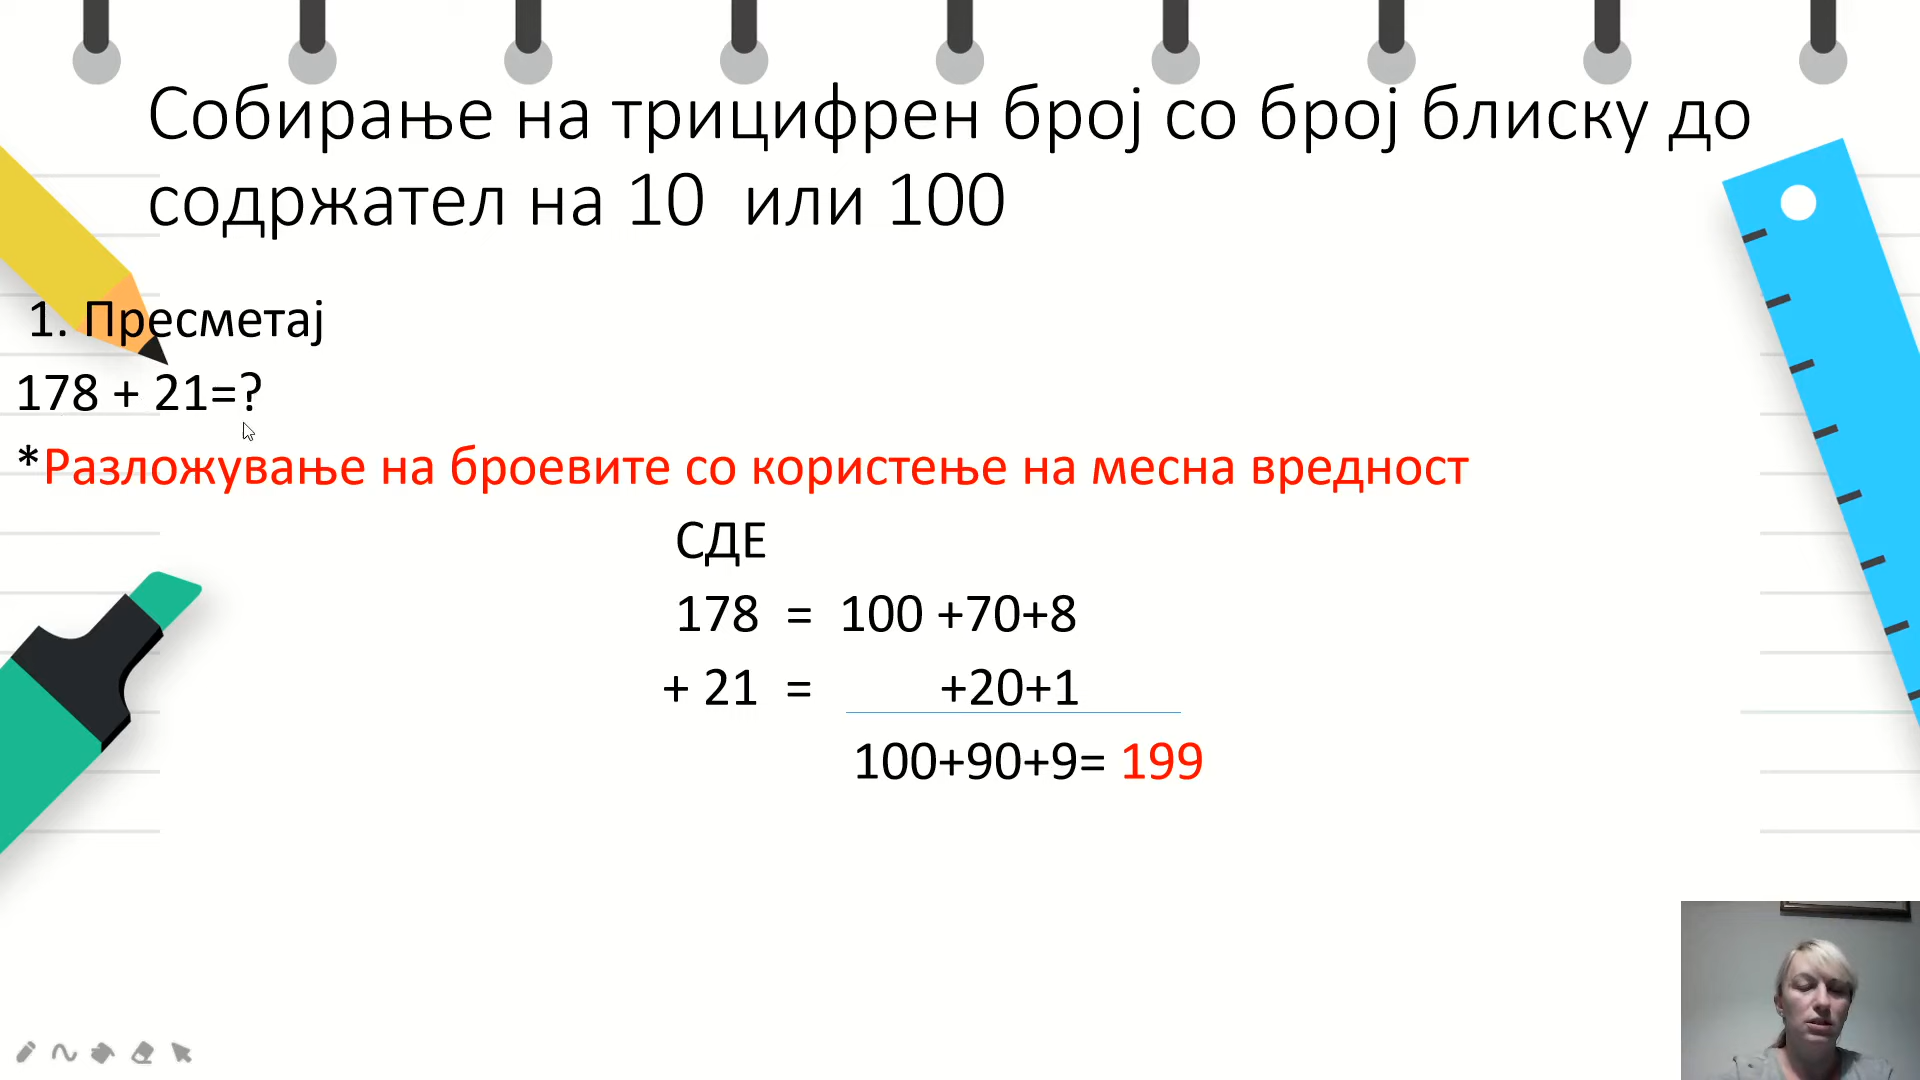 Собирање на трицифрен број со број блиску до
содржател на 10 или 100
1. Пресметај
178 + 21=?
*Разложување на броевите со користење на месна вредност
СДЕ
178 = 100 +70+8
+ 21 = +20+1
100+90+9= 199